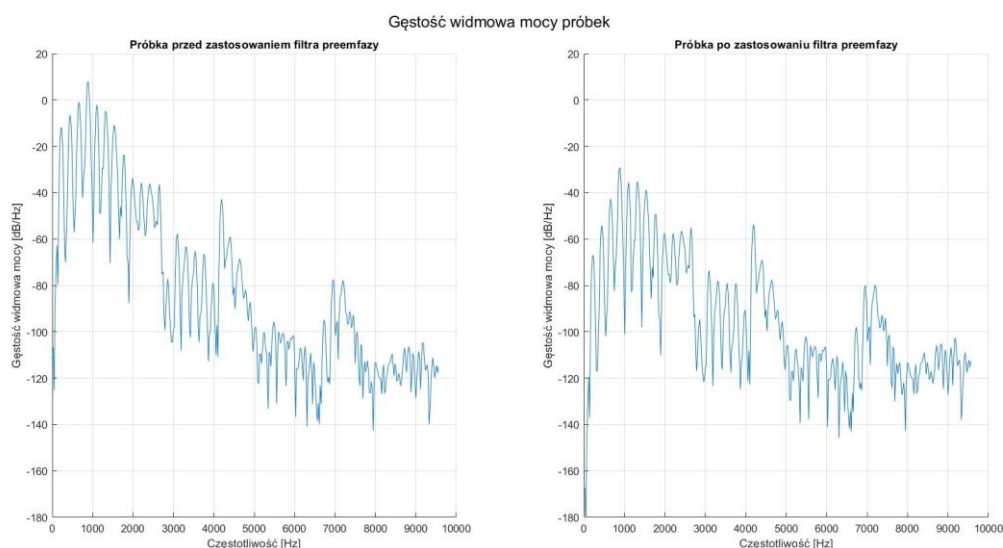 Gęstość widmowa mocy próbek
Próbka przed zastosowaniem filtra preemfazy
Gęstość widmowa mocy [dB/Hz]
20
0
-20
-40
-60
-80
-100
-120
-140
-160
-180
0 1000 2000 3000 4000 5000 6000 7000 8000 9000 10000
Częstotliwość [Hz]
Próbka po zastosowaniu filtra preemfazy
Gęstość widmowa mocy [dB/Hz]
20
0
-20
-40
-60
-80
-100
-120
-140
-160
-180
0 1000 2000 3000 4000 5000 6000 7000 8000 9000 10000
Częstotliwość [Hz]